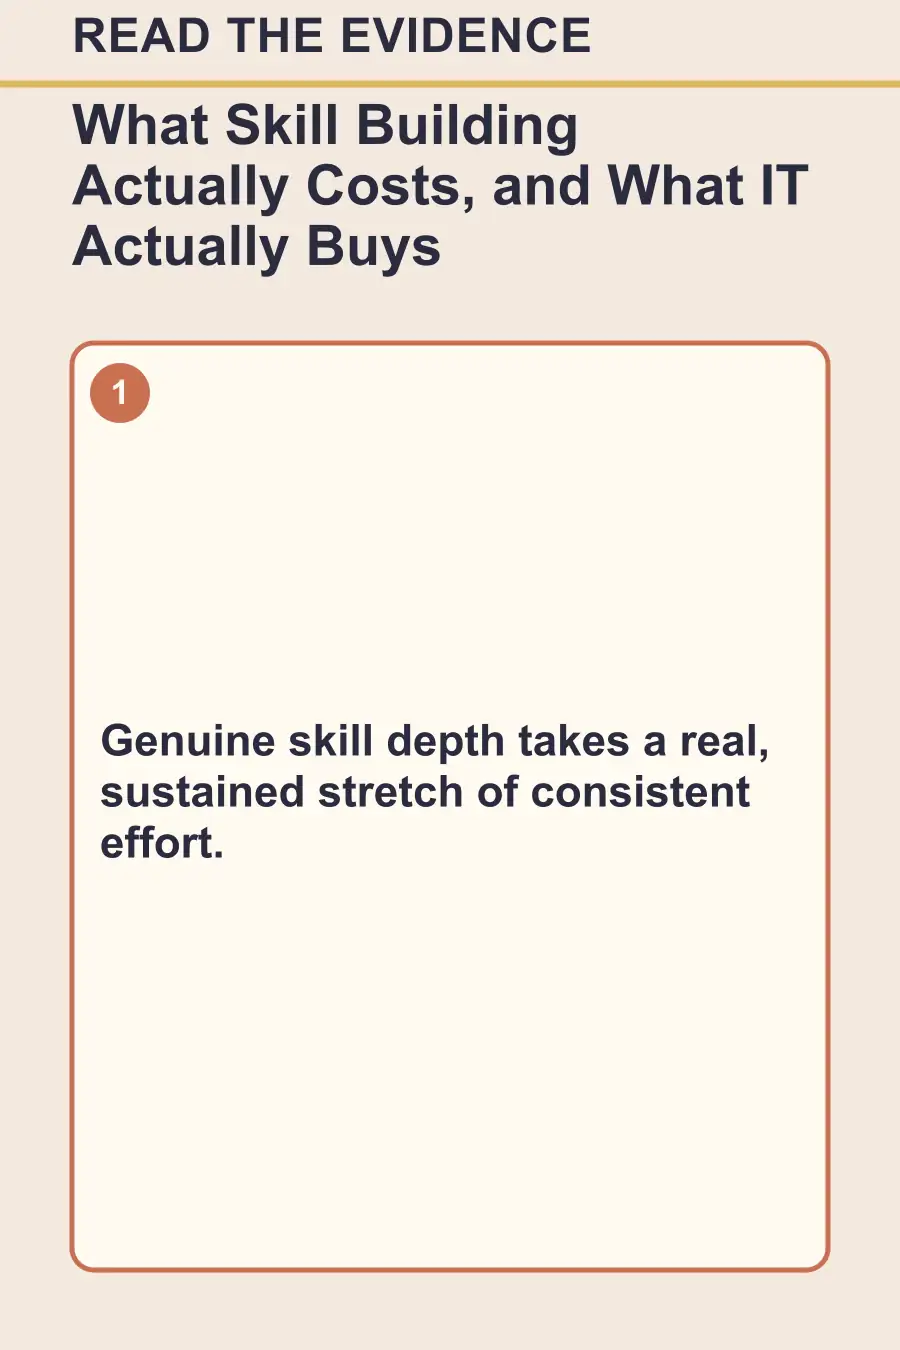 READ THE EVIDENCE
What Skill Building
Actually Costs, and What IT
Actually Buys
1
Genuine skill depth takes a real,
sustained stretch of consistent
effort.